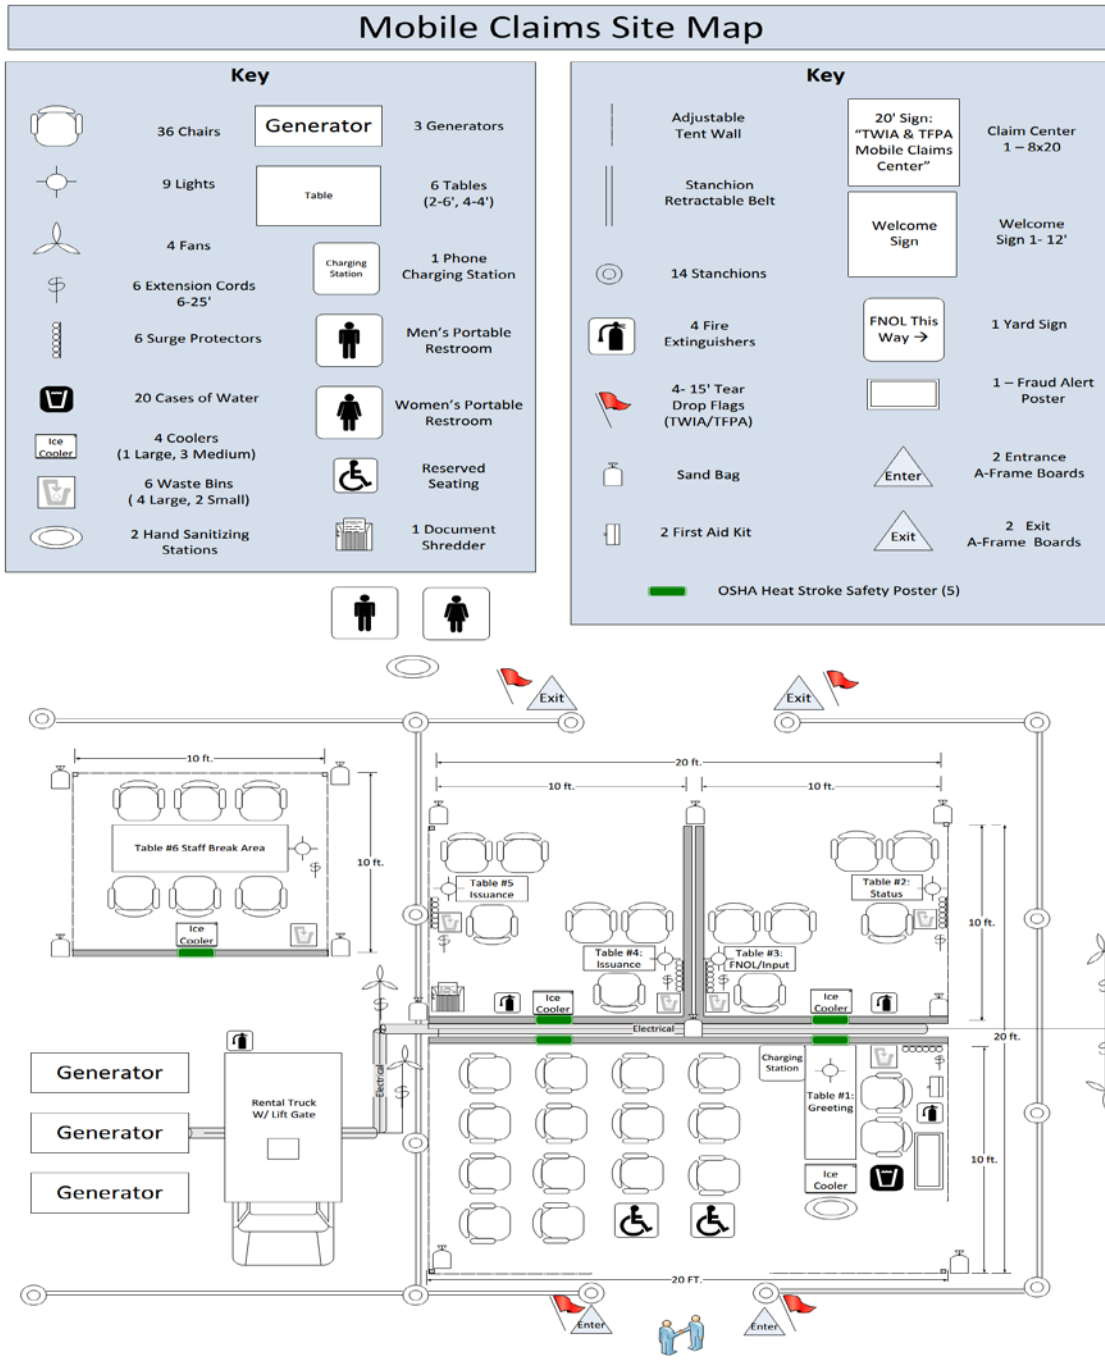 Mobile Claims Site Map
Key
36 Chairs
Generator
3 Generators
9 Lights
Table
6 Tables
(2-6', 4-4')
4 Fans
Charging
Station
1 Phone
Charging Station
6 Extension Cords
6-25'
6 Surge Protectors
Men's Portable
Restroom
20 Cases of Water
Women's Portable
Restroom
Ice
Cooler
4 Coolers
(1 Large, 3 Medium)
6 Waste Bins
( 4 Large, 2 Small)
Reserved
Seating
2 Hand Sanitizing
Stations
1 Document
Shredder
Key
Adjustable
Tent Wall
20' Sign:
"TWIA & TFPA
Mobile Claims
Center"
Claim Center
1 – 8x20
Stanchion
Retractable Belt
Welcome
Sign
Welcome
Sign 1- 12'
14 Stanchions
4 Fire
Extinguishers
FNOL This
Way →
1 Yard Sign
4- 15' Tear
Drop Flags
(TWIA/TFPA)
1 – Fraud Alert
Poster
Sand Bag
Enter
2 Entrance
A-Frame Boards
2 First Aid Kit
Exit
2 Exit
A-Frame Boards
OSHA Heat Stroke Safety Poster (5)
Exit
Exit
10 ft.
20 ft.
10 ft.
10 ft.
Table #6 Staff Break Area
10 ft.
Ice
Cooler
Table #5
Issuance
Table #2:
Status
10 ft.
Table #4:
Issuance
Table #3:
FNOL/Input
Ice
Cooler
Ice
Cooler
Electrical
20 ft.
Generator
Generator
Generator
Rental Truck
W/ Lift Gate
Electrical
Charging
Station
Table #1:
Greeting
10 ft.
Ice
Cooler
20 FT.
Enter
Enter